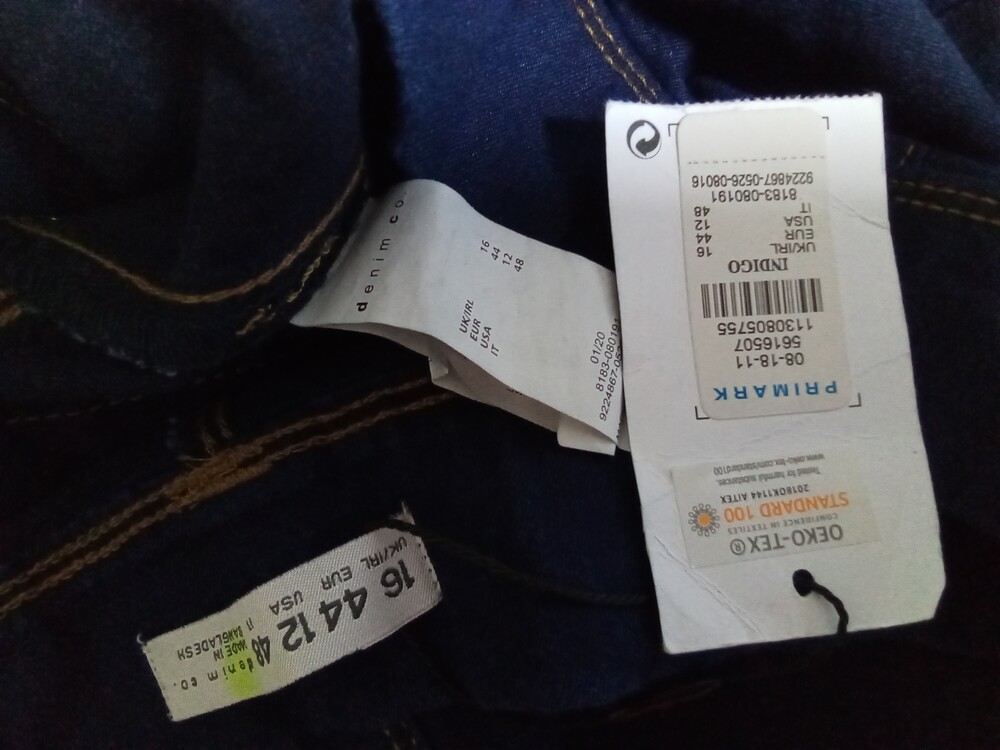 denim co.
UK/IRL 16
EUR 44
USA 12
IT 48
01/20
8183-080191
9224867-05
PRIMARK
08-18-11
5616507
1130805755
INDIGO
UK/IRL 16
EUR 44
USA 12
IT 48
8183-080191
9224867-0526-08016
OEKO-TEX®
CONFIDENCE IN TEXTILES
STANDARD 100
2018OK1144 AITEX
Tested for harmful substances.
www.oeko-tex.com/standard100
UK/IRL EUR USA IT
16 44 12 48
denim co.
MADE IN
BANGLADESH